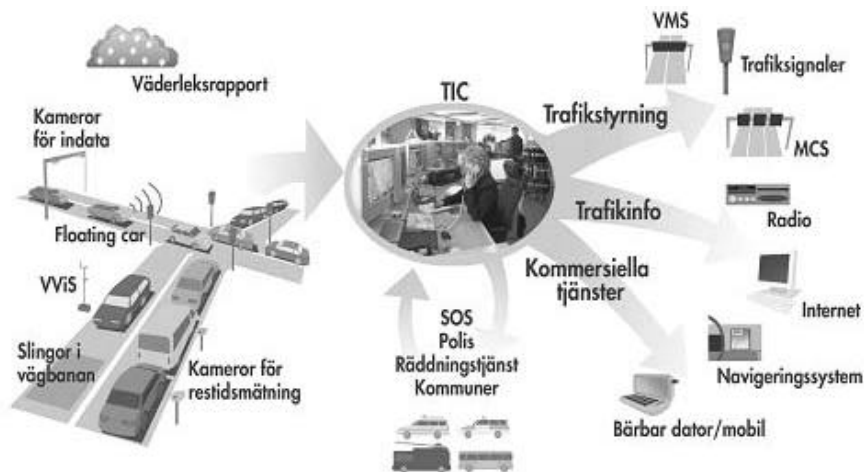 Väderleksrapport
Kameror
för indata
Floating car
VViS
Slingor i
vägbanan
Kameror för
restidsmätning
TIC
SOS
Polis
Räddningstjänst
Kommuner
Trafikstyrning
Trafikinfo
Kommersiella
tjänster
VMS
Trafiksignaler
MCS
Radio
Internet
Navigeringssystem
Bärbar dator/mobil